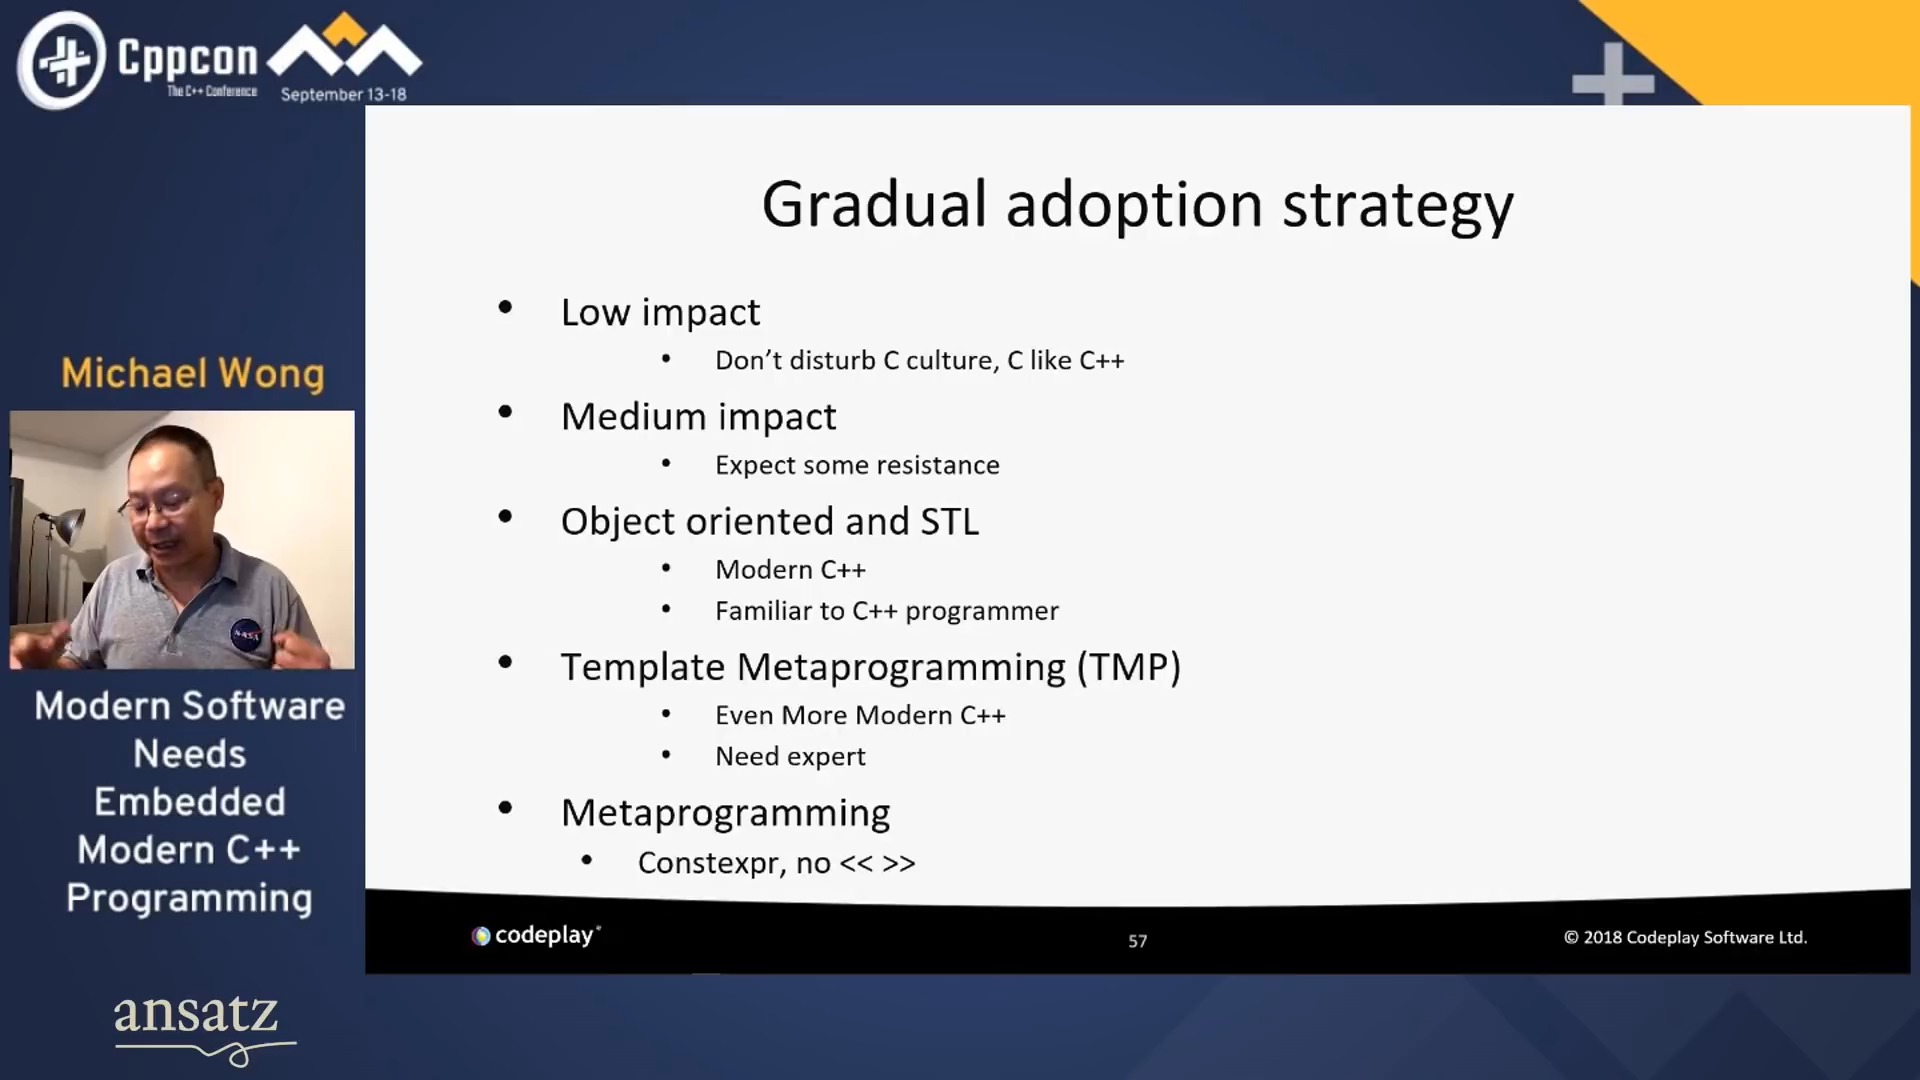 Cppcon
The C++ Conference
September 13-18
Michael Wong
NASA
Modern Software
Needs
Embedded
Modern C++
Programming
ansatz
Gradual adoption strategy
• Low impact
• Don’t disturb C culture, C like C++
• Medium impact
• Expect some resistance
• Object oriented and STL
• Modern C++
• Familiar to C++ programmer
• Template Metaprogramming (TMP)
• Even More Modern C++
• Need expert
• Metaprogramming
• Constexpr, no << >>
codeplay
57
© 2018 Codeplay Software Ltd.